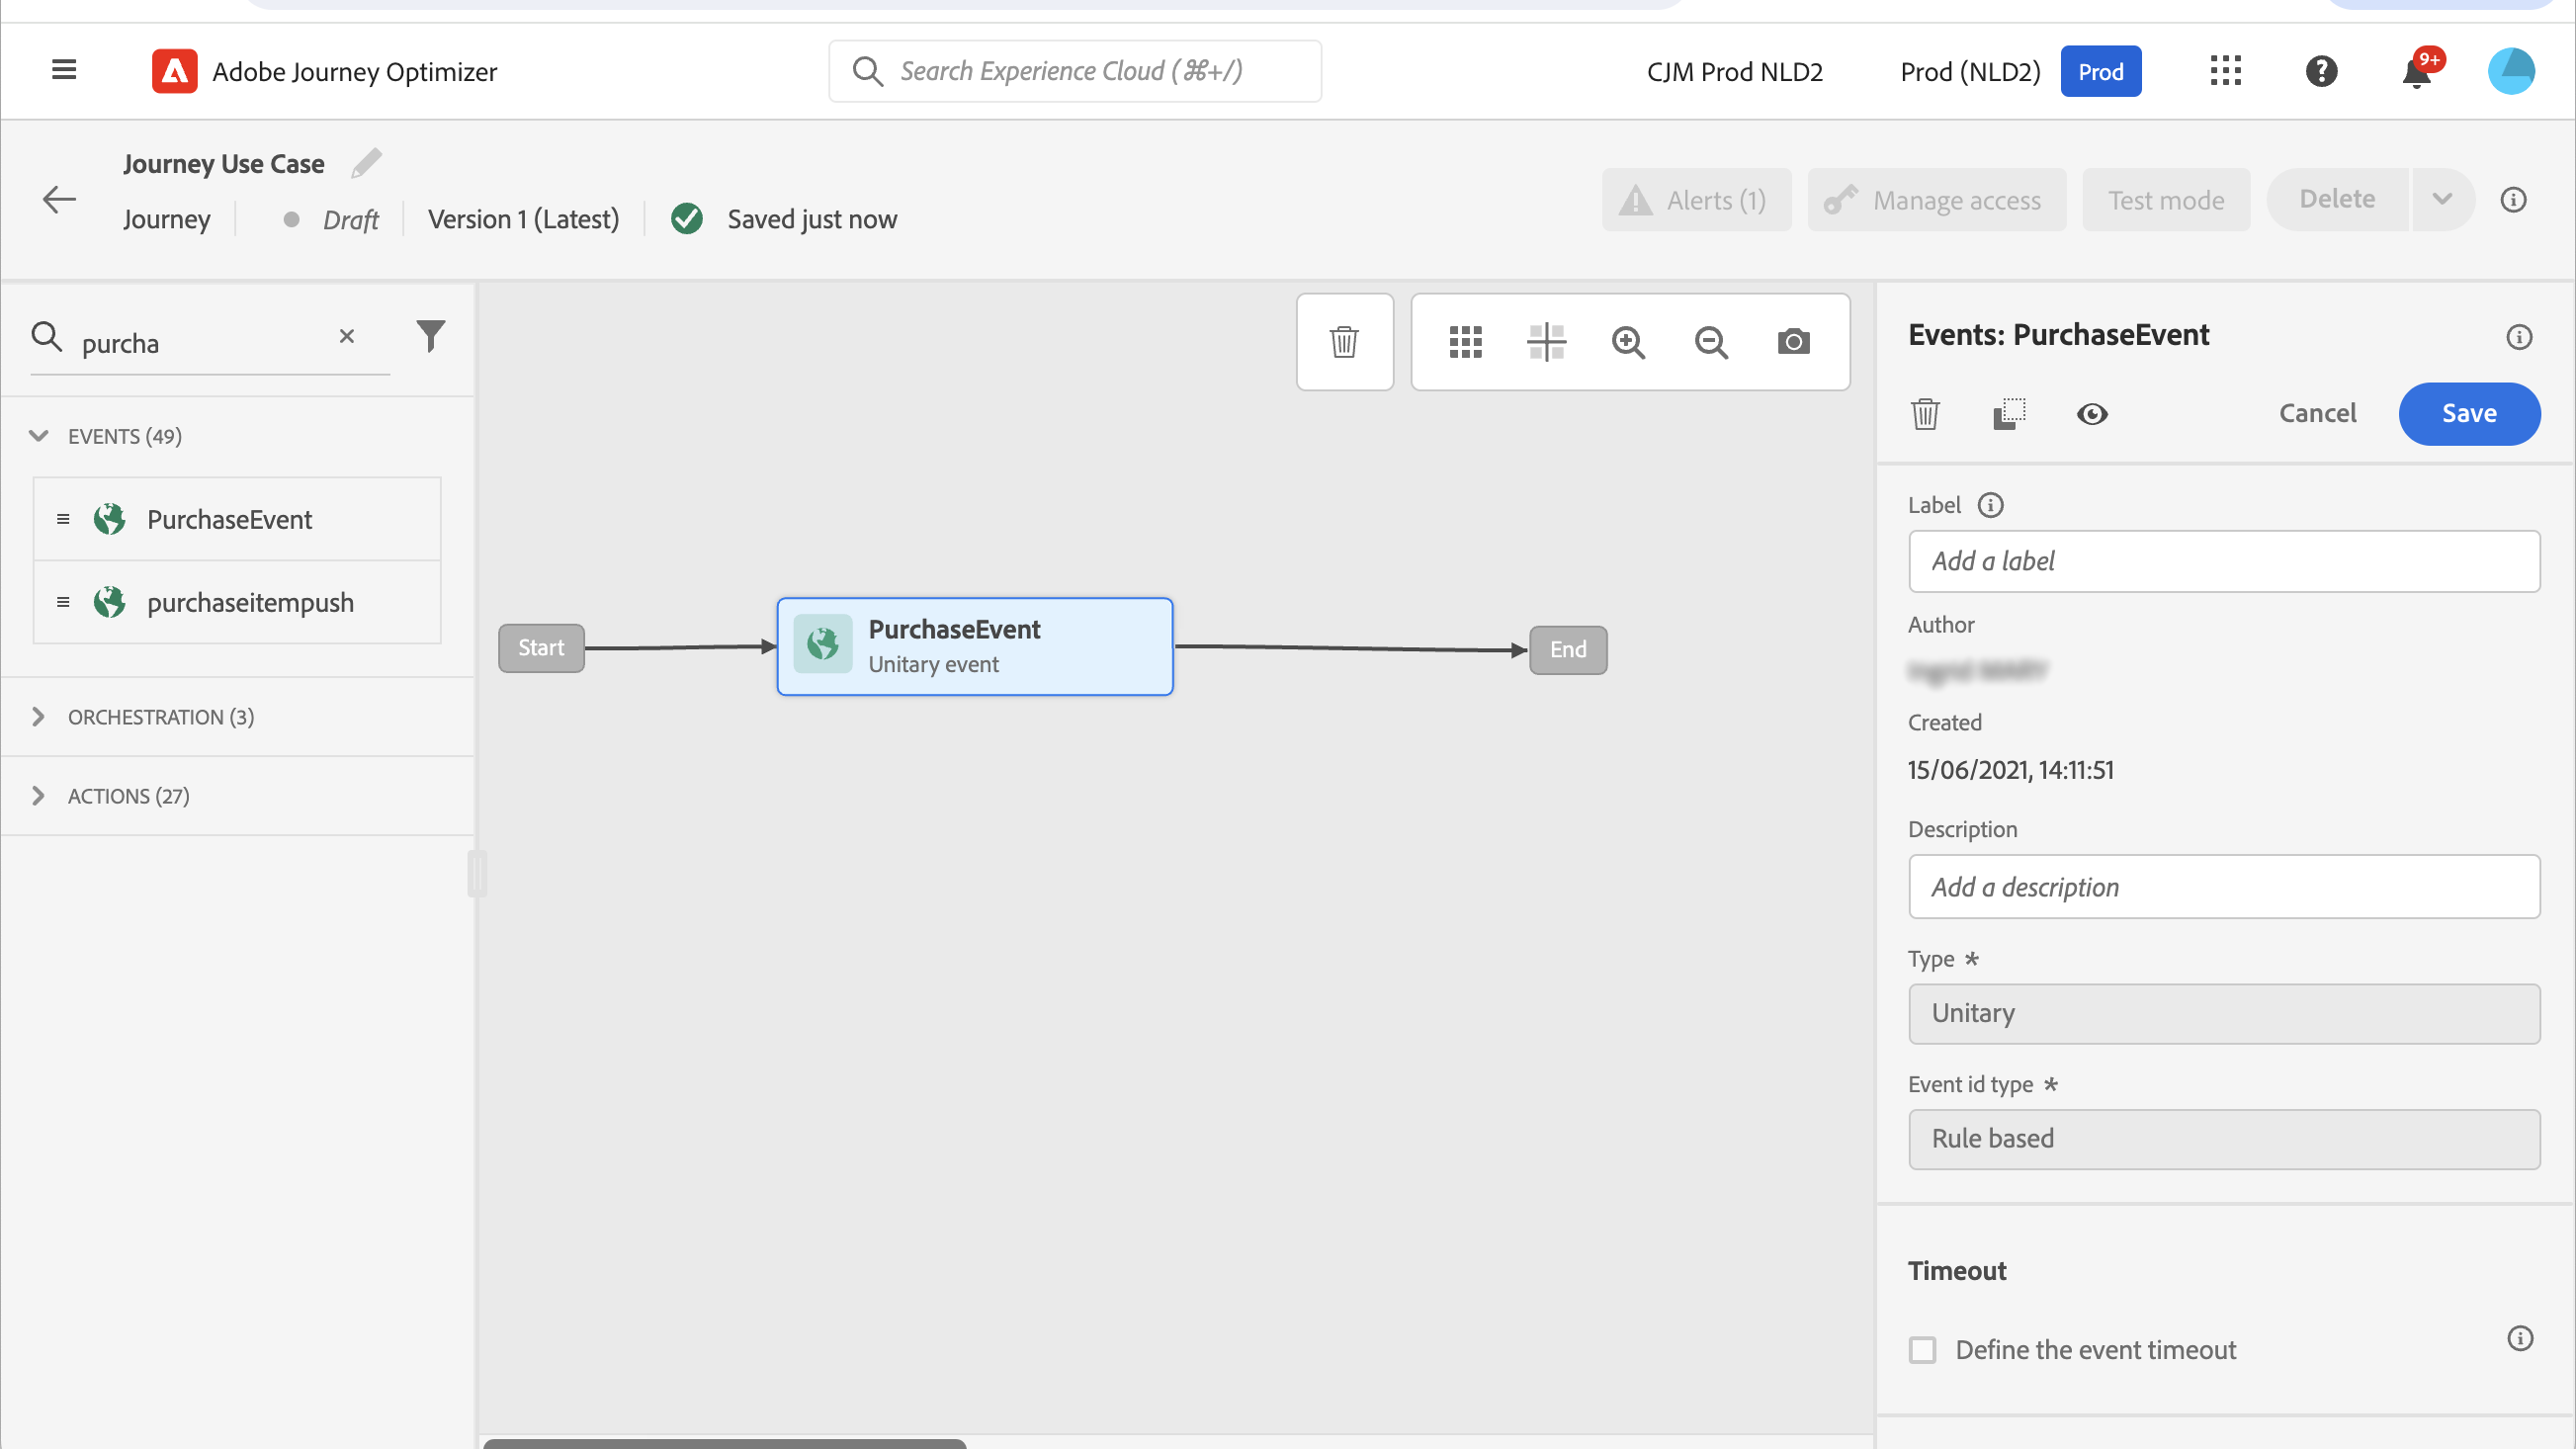 Adobe Journey Optimizer
Search Experience Cloud (⌘+/)
CJM Prod NLD2
Prod (NLD2)
Prod
9+
Journey Use Case
Journey
Draft
Version 1 (Latest)
Saved just now
Alerts (1)
Manage access
Test mode
Delete
purcha
EVENTS (49)
PurchaseEvent
purchaseitempush
ORCHESTRATION (3)
ACTIONS (27)
Start
PurchaseEvent
Unitary event
End
Events: PurchaseEvent
Cancel
Save
Label
Add a label
Author
Created
15/06/2021, 14:11:51
Description
Add a description
Type *
Unitary
Event id type *
Rule based
Timeout
Define the event timeout